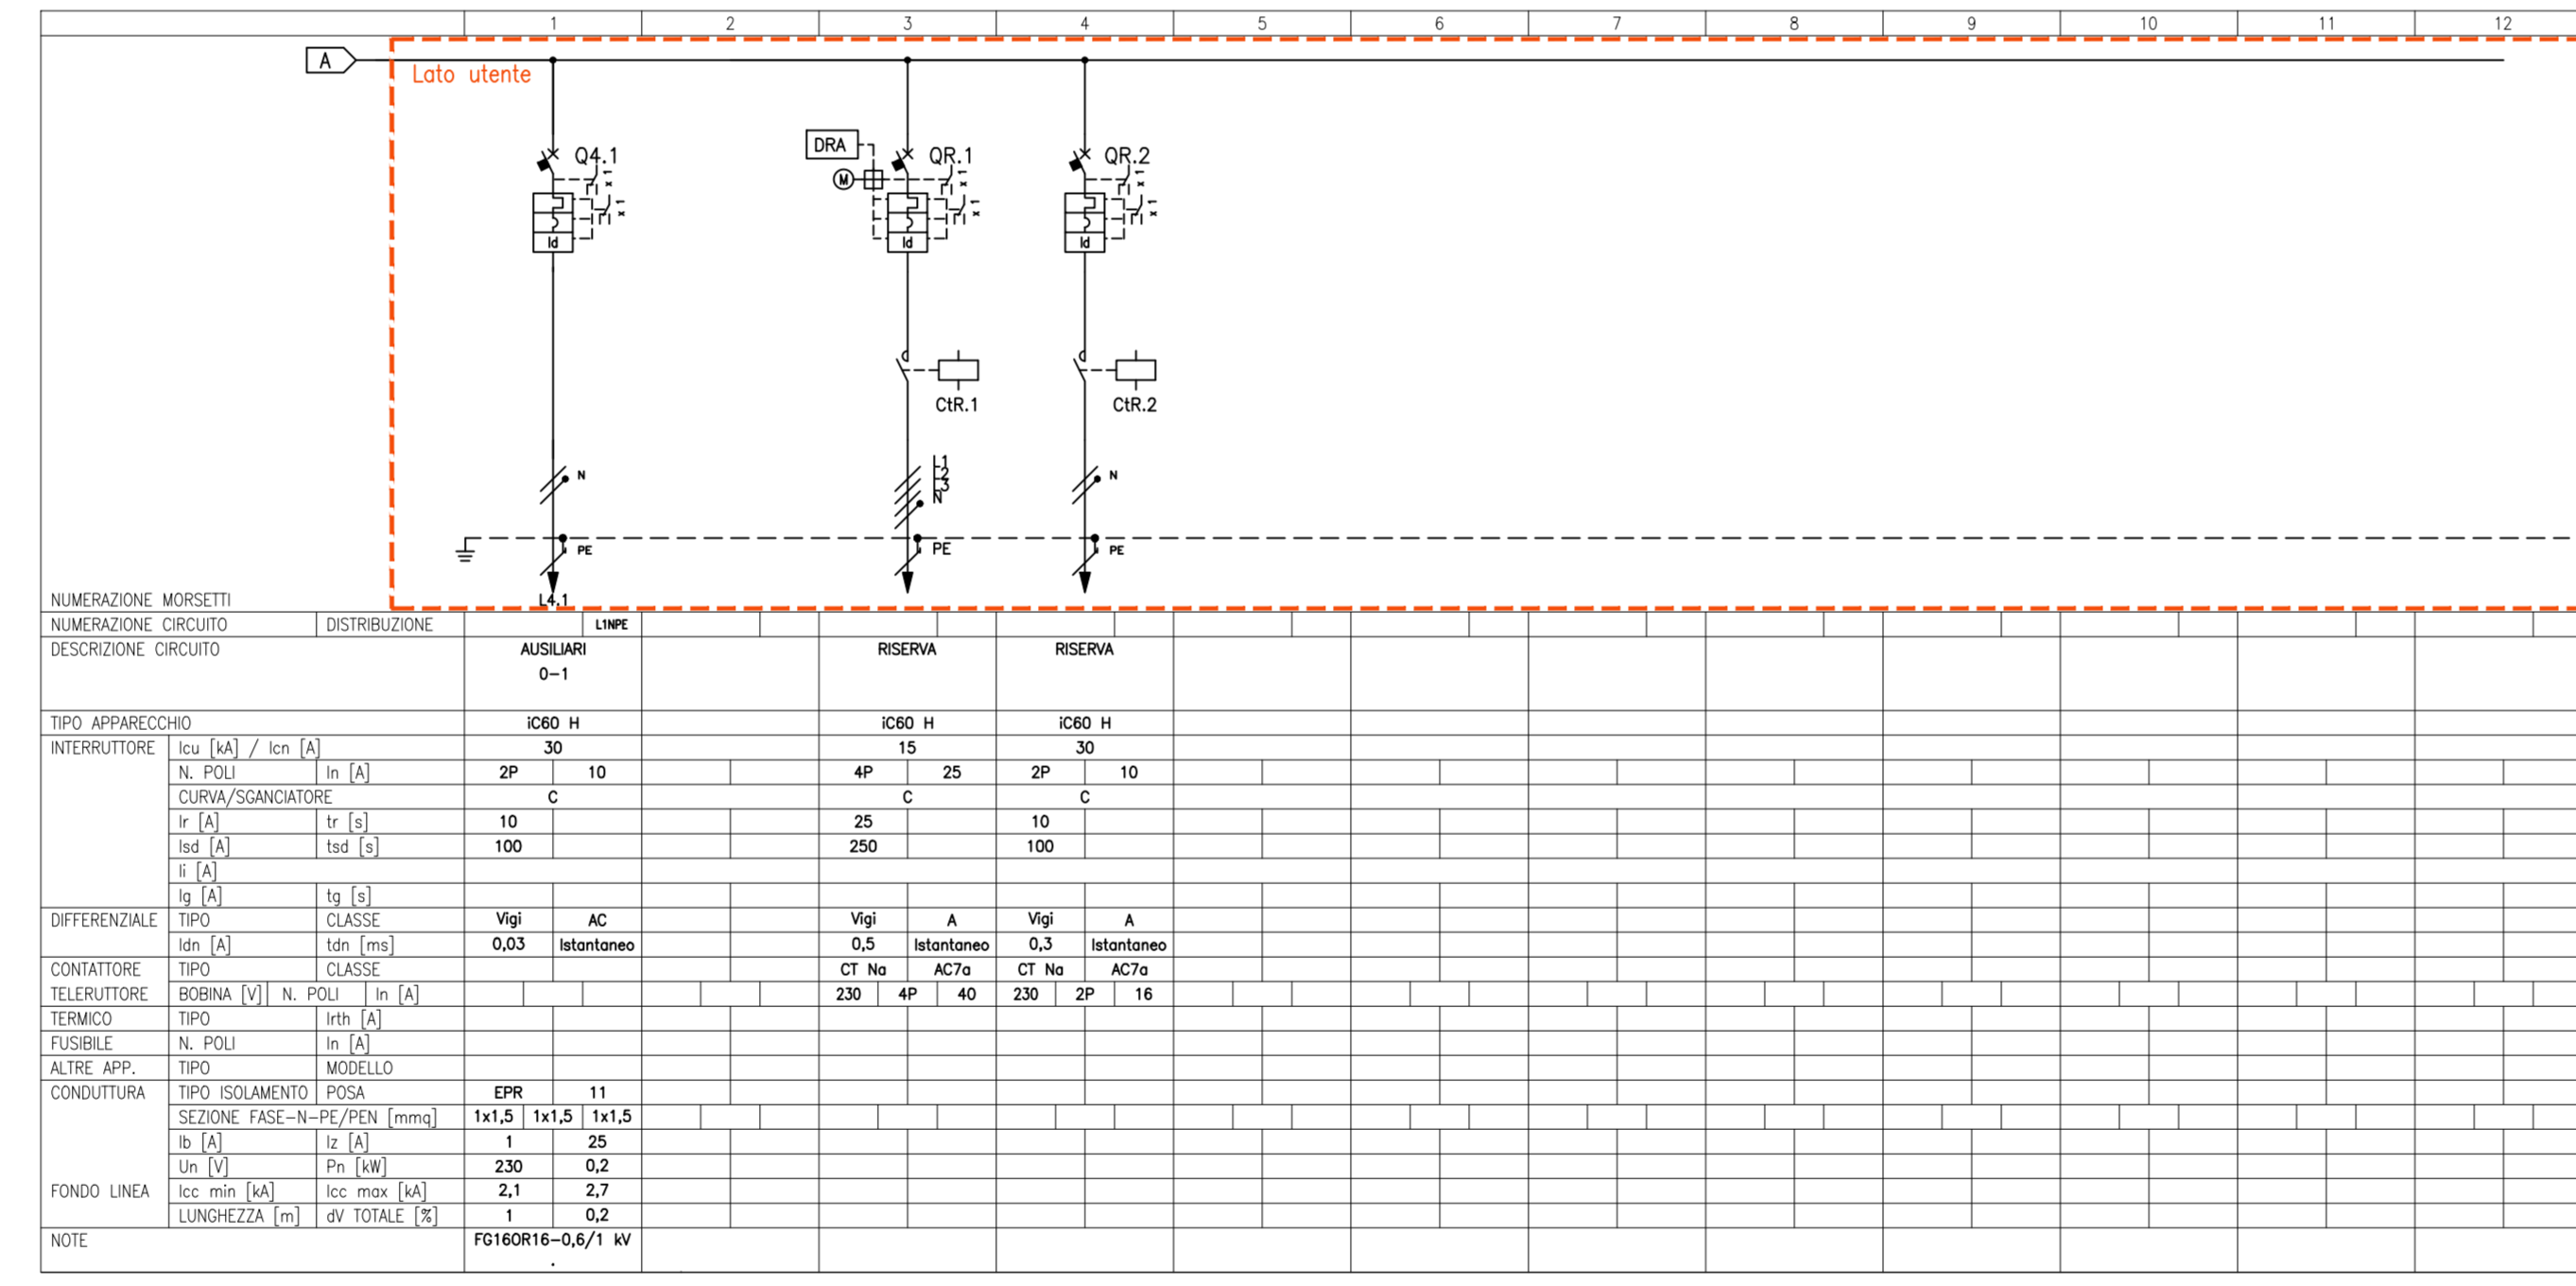 1 2 3 4 5 6 7 8 9 10 11 12
A
Lato utente
Q4.1
x 1
x 1
Id
DRA
M
QR.1
x 1
x 1
Id
QR.2
x 1
x 1
Id
CtR.1
CtR.2
N
L1
L2
L3
N
N
PE
PE
PE
L4.1
NUMERAZIONE MORSETTI
NUMERAZIONE CIRCUITO DISTRIBUZIONE L1NPE
DESCRIZIONE CIRCUITO AUSILIARI RISERVA RISERVA
0-1
TIPO APPARECCHIO iC60 H iC60 H iC60 H
INTERRUTTORE Icu [kA] / Icn [A] 30 15 30
N. POLI In [A] 2P 10 4P 25 2P 10
CURVA/SGANCIATORE C C C
Ir [A] tr [s] 10 25 10
Isd [A] tsd [s] 100 250 100
Ii [A]
Ig [A] tg [s]
DIFFERENZIALE TIPO CLASSE Vigi AC Vigi A Vigi A
Idn [A] tdn [ms] 0,03 Istantaneo 0,5 Istantaneo 0,3 Istantaneo
CONTATTORE TIPO CLASSE CT Na AC7a CT Na AC7a
TELERUTTORE BOBINA [V] N. POLI In [A] 230 4P 40 230 2P 16
TERMICO TIPO Irth [A]
FUSIBILE N. POLI In [A]
ALTRE APP. TIPO MODELLO
CONDUTTURA TIPO ISOLAMENTO POSA EPR 11
SEZIONE FASE-N-PE/PEN [mmq] 1x1,5 1x1,5 1x1,5
Ib [A] Iz [A] 1 25
Un [V] Pn [kW] 230 0,2
FONDO LINEA Icc min [kA] Icc max [kA] 2,1 2,7
LUNGHEZZA [m] dV TOTALE [%] 1 0,2
NOTE FG16OR16-0,6/1 kV
.